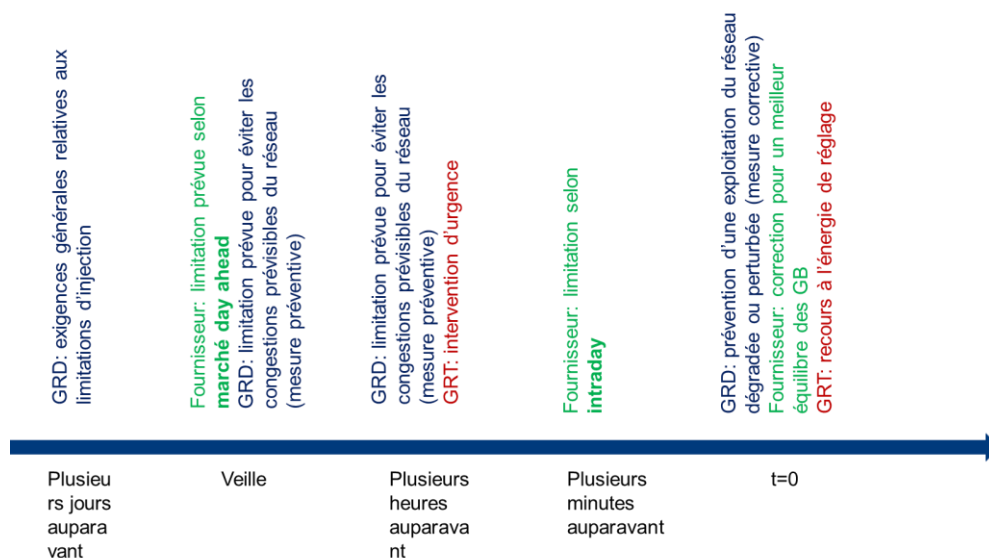 GRD: exigences générales relatives aux
limitations d'injection
Fournisseur: limitation prévue selon
marché day ahead
GRD: limitation prévue pour éviter les
congestions prévisibles du réseau
(mesure préventive)
GRD: limitation prévue pour éviter les
congestions prévisibles du réseau
(mesure préventive)
GRT: intervention d'urgence
Fournisseur: limitation selon
intraday
GRD: prévention d'une exploitation du réseau
dégradée ou perturbée (mesure corrective)
Fournisseur: correction pour un meilleur
équilibre des GB
GRT: recours à l'énergie de réglage
Plusieu
rs jours
aupara
vant
Veille
Plusieurs
heures
auparava
nt
Plusieurs
minutes
auparavant
t=0